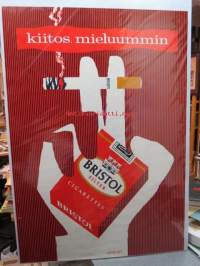 kiitos mieluummin
BRISTOL
FILTER
CIGARETTES
BRISTOL